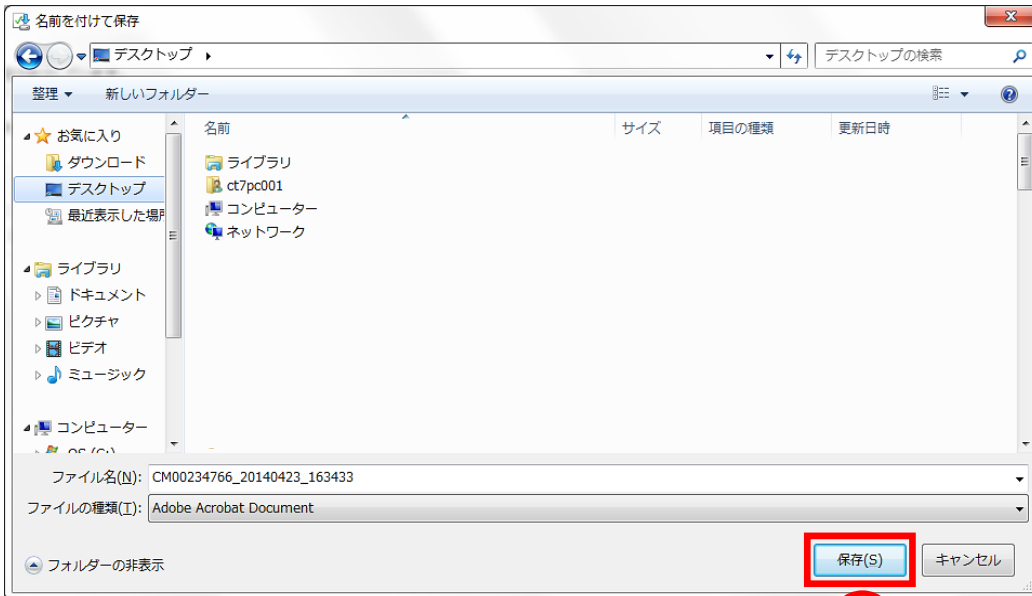 名前を付けて保存
デスクトップ
デスクトップの検索
整理 新しいフォルダー
お気に入り
ダウンロード
デスクトップ
最近表示した場所
ライブラリ
ドキュメント
ピクチャ
ビデオ
ミュージック
コンピューター
OS (C:)
名前 サイズ 項目の種類 更新日時
ライブラリ
ct7pc001
コンピューター
ネットワーク
ファイル名(N): CM00234766_20140423_163433
ファイルの種類(T): Adobe Acrobat Document
フォルダーの非表示
保存(S) キャンセル